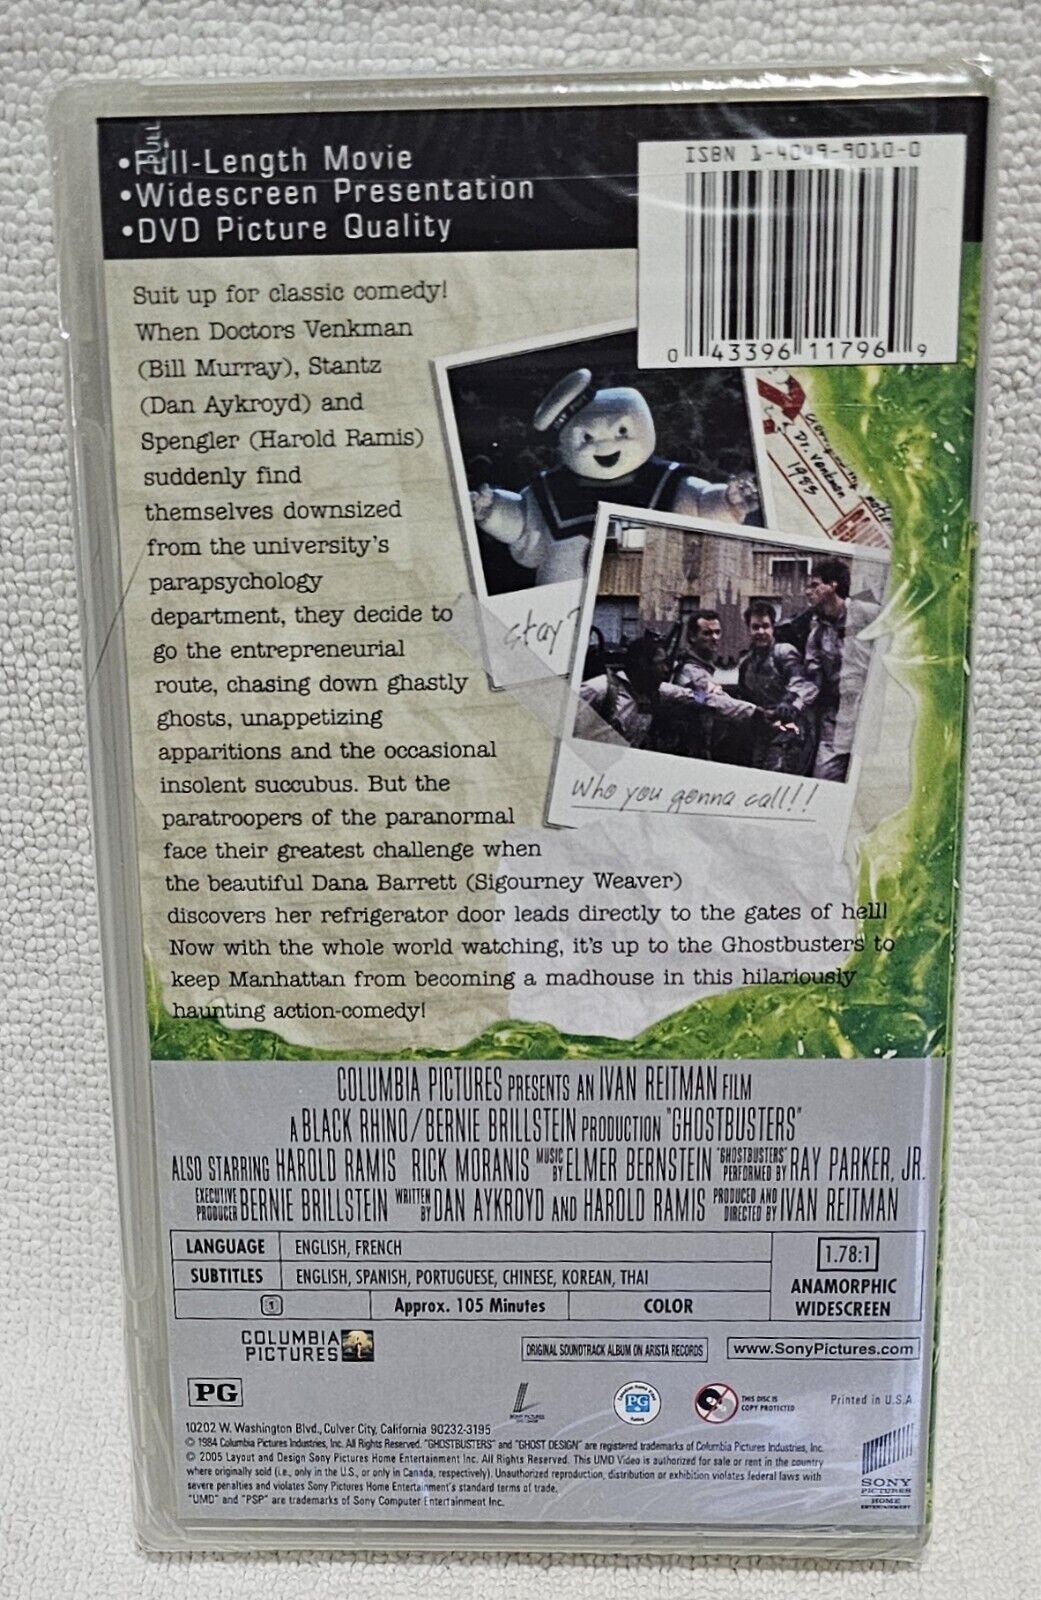 PULL
•Full-Length Movie
•Widescreen Presentation
•DVD Picture Quality
ISBN 1-4049-9010-0
0 43396 11796 9
Suit up for classic comedy!
When Doctors Venkman
(Bill Murray), Stantz
(Dan Aykroyd) and
Spengler (Harold Ramis)
suddenly find
themselves downsized
from the university's
parapsychology
department, they decide to
go the entrepreneurial
route, chasing down ghastly
ghosts, unappetizing
apparitions and the occasional
insolent succubus. But the
paratroopers of the paranormal
face their greatest challenge when
the beautiful Dana Barrett (Sigourney Weaver)
discovers her refrigerator door leads directly to the gates of hell!
Now with the whole world watching, it's up to the Ghostbusters to
keep Manhattan from becoming a madhouse in this hilariously
haunting action-comedy!
Dr. Venkman
1983
stay?
Who you gonna call!!
COLUMBIA PICTURES PRESENTS AN IVAN REITMAN FILM
A BLACK RHINO/BERNIE BRILLSTEIN PRODUCTION "GHOSTBUSTERS"
ALSO STARRING HAROLD RAMIS RICK MORANIS MUSIC BY ELMER BERNSTEIN "GHOSTBUSTERS" PERFORMED BY RAY PARKER, JR.
EXECUTIVE PRODUCER BERNIE BRILLSTEIN WRITTEN BY DAN AYKROYD AND HAROLD RAMIS PRODUCED AND DIRECTED BY IVAN REITMAN
LANGUAGE ENGLISH, FRENCH
SUBTITLES ENGLISH, SPANISH, PORTUGUESE, CHINESE, KOREAN, THAI
1 Approx. 105 Minutes COLOR
1.78:1
ANAMORPHIC
WIDESCREEN
COLUMBIA
PICTURES
ORIGINAL SOUNDTRACK ALBUM ON ARISTA RECORDS
www.SonyPictures.com
PG
SONY PICTURES
PG
THIS DISC IS
COPY PROTECTED
Printed in U.S.A.
10202 W. Washington Blvd., Culver City, California 90232-3195
© 1984 Columbia Pictures Industries, Inc. All Rights Reserved. "GHOSTBUSTERS" and "GHOST DESIGN" are registered trademarks of Columbia Pictures Industries, Inc.
© 2005 Layout and Design Sony Pictures Home Entertainment Inc. All Rights Reserved. This UMD Video is authorized for sale or rent in the country
where originally sold (i.e., only in the U.S., or only in Canada, respectively). Unauthorized reproduction, distribution or exhibition violates federal laws with
severe penalties and violates Sony Pictures Home Entertainment's standard terms of trade.
"UMD" and "PSP" are trademarks of Sony Computer Entertainment Inc.
SONY
PICTURES
HOME
ENTERTAINMENT